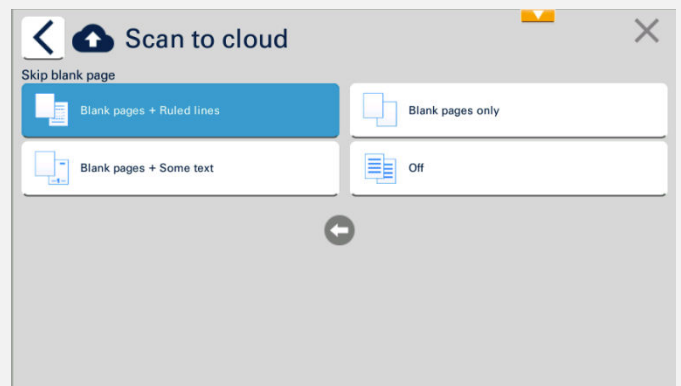 Scan to cloud
Skip blank page
Blank pages + Ruled lines
Blank pages only
Blank pages + Some text
Off